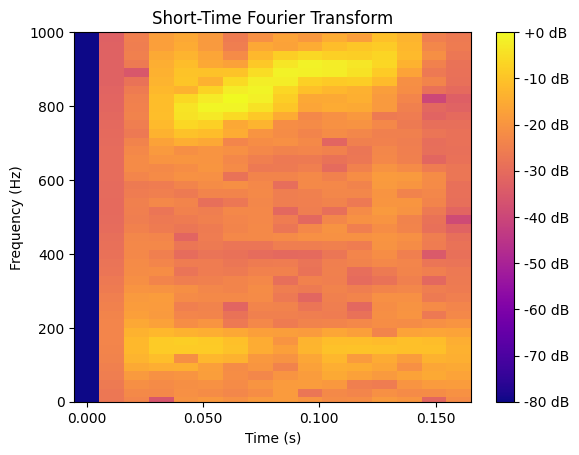 Short-Time Fourier Transform
1000
800
600
400
200
0
Frequency (Hz)
0.000
0.050
0.100
0.150
Time (s)
+0 dB
-10 dB
-20 dB
-30 dB
-40 dB
-50 dB
-60 dB
-70 dB
-80 dB